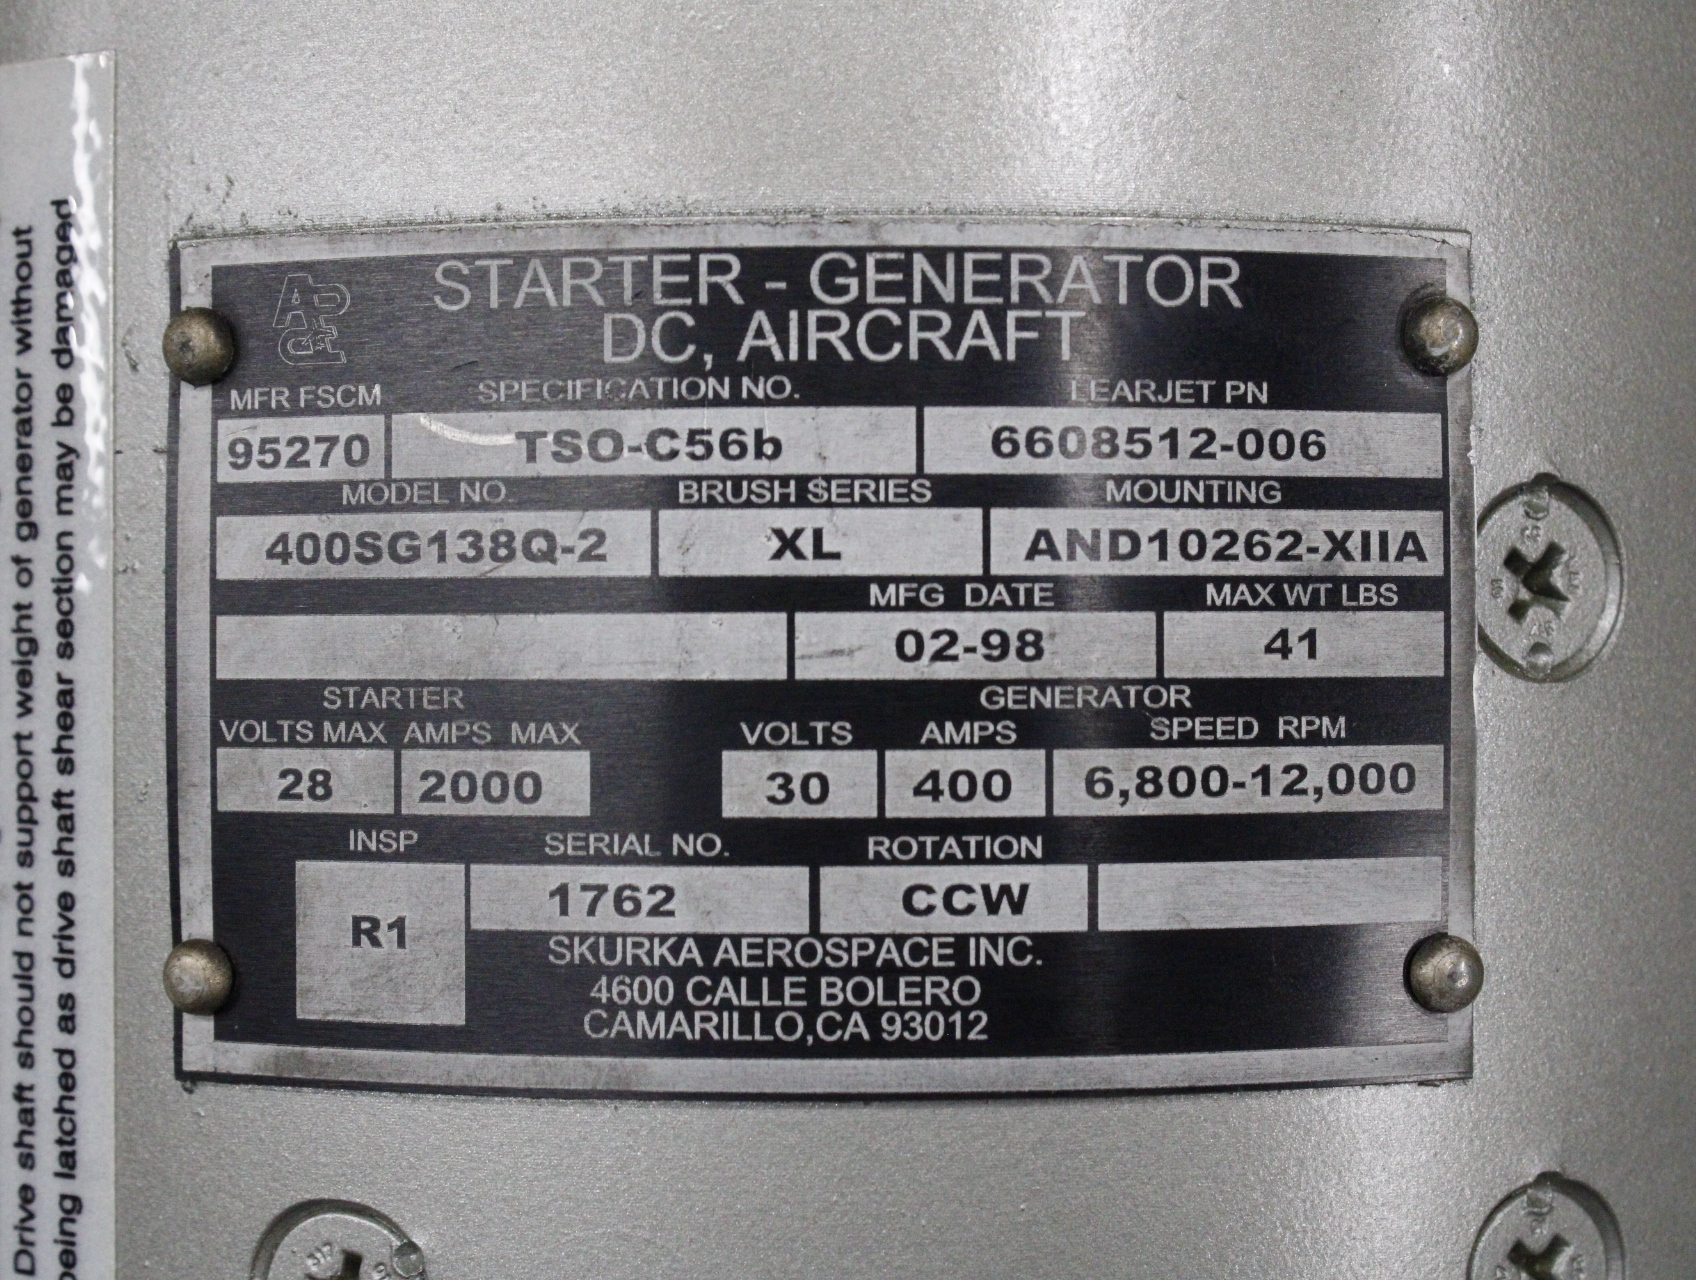 Drive shaft should not support weight of generator without
being latched as drive shaft shear section may be damaged
STARTER - GENERATOR
DC, AIRCRAFT
MFR FSCM SPECIFICATION NO. LEARJET PN
95270 TSO-C56b 6608512-006
MODEL NO. BRUSH SERIES MOUNTING
400SG138Q-2 XL AND10262-XIIA
MFG DATE MAX WT LBS
02-98 41
STARTER GENERATOR
VOLTS MAX AMPS MAX VOLTS AMPS SPEED RPM
28 2000 30 400 6,800-12,000
INSP SERIAL NO. ROTATION
R1 1762 CCW
SKURKA AEROSPACE INC.
4600 CALLE BOLERO
CAMARILLO,CA 93012